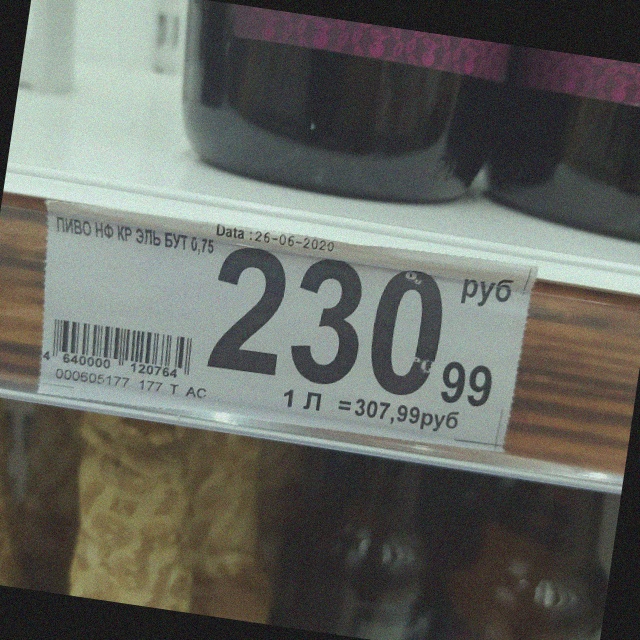 Data :26-06-2020
ПИВО НФ КР ЭЛЬ БУТ 0,75
230 99 руб
4 640000 120764
000605177 177 Т АС
1 Л =307,99руб